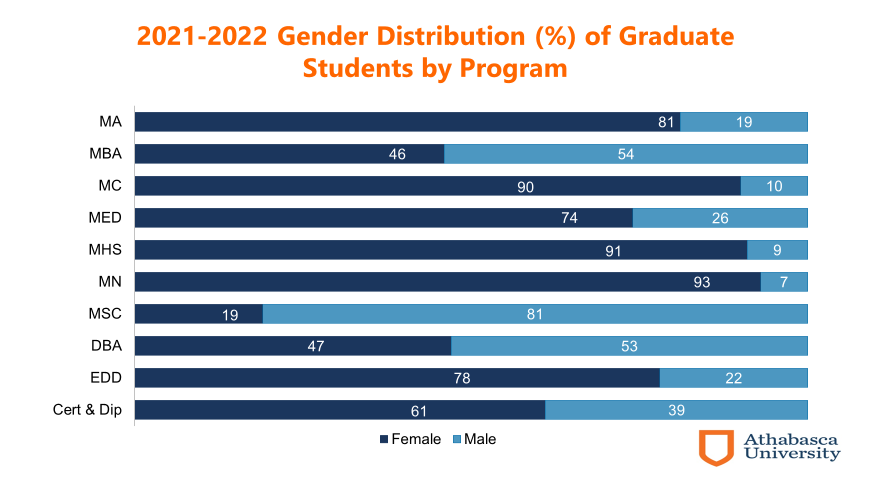 2021-2022 Gender Distribution (%) of Graduate
Students by Program
MA 81 19
MBA 46 54
MC 90 10
MED 74 26
MHS 91 9
MN 93 7
MSC 19 81
DBA 47 53
EDD 78 22
Cert & Dip 61 39
Female Male
Athabasca
University